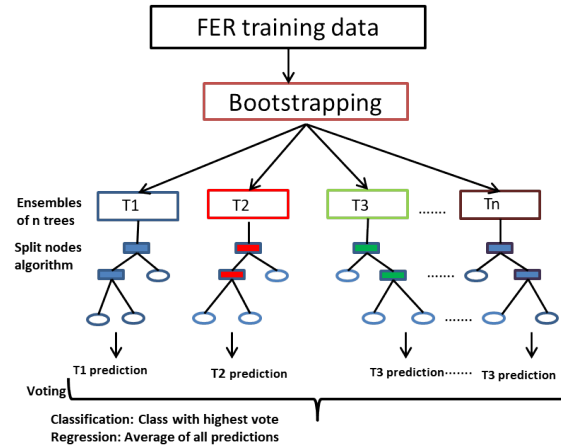 FER training data
Bootstrapping
Ensembles
of n trees
T1
T2
T3
.......
Tn
Split nodes
algorithm
.......
.......
T1 prediction
T2 prediction
T3 prediction.......
T3 prediction
Voting
Classification: Class with highest vote
Regression: Average of all predictions